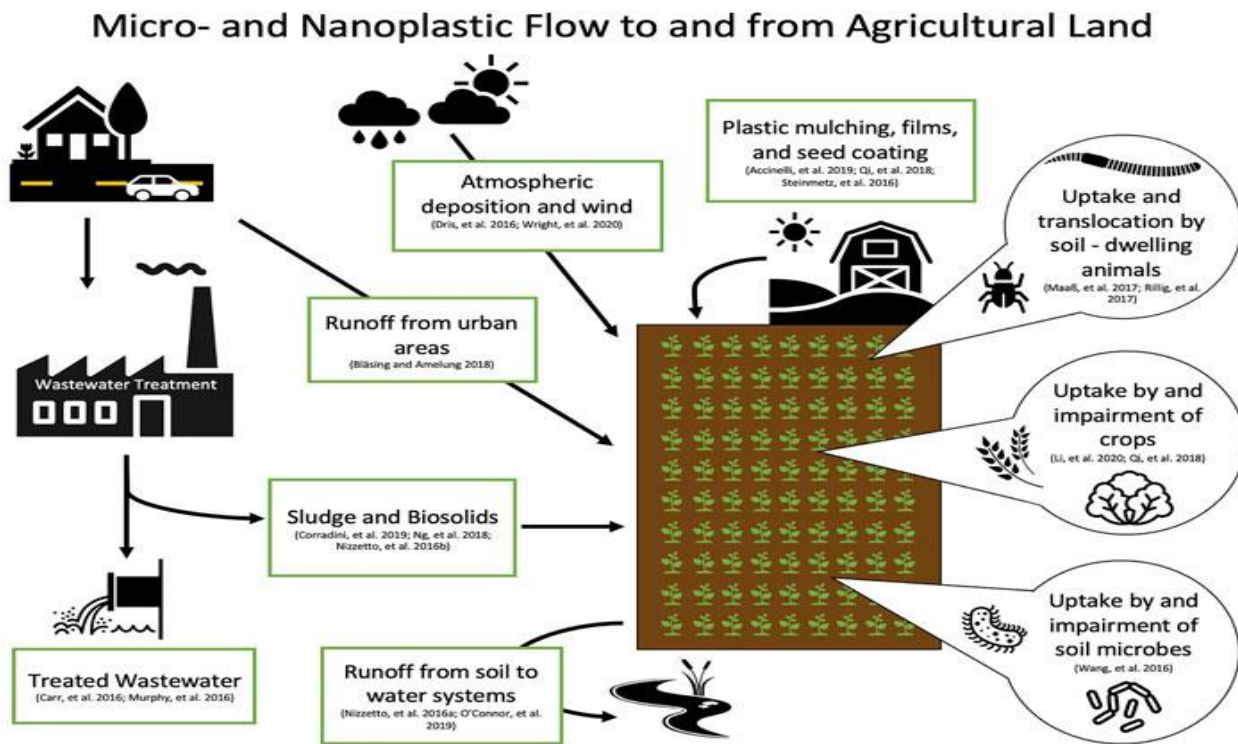 Micro- and Nanoplastic Flow to and from Agricultural Land
Atmospheric
deposition and wind
(Dris, et al. 2016; Wright, et al. 2020)
Plastic mulching, films,
and seed coating
(Accinelli, et al. 2019; Qi, et al. 2018;
Steinmetz, et al. 2016)
Uptake and
translocation by
soil - dwelling
animals
(Maaß, et al. 2017; Rillig, et al.
2017)
Runoff from urban
areas
(Bläsing and Amelung 2018)
Wastewater Treatment
Uptake by and
impairment of
crops
(Li, et al. 2020; Qi, et al. 2018)
Sludge and Biosolids
(Corradini, et al. 2019; Ng, et al. 2018;
Nizzetto, et al. 2016b)
Uptake by and
impairment of
soil microbes
(Wang, et al. 2016)
Treated Wastewater
(Carr, et al. 2016; Murphy, et al. 2016)
Runoff from soil to
water systems
(Nizzetto, et al. 2016a; O'Connor, et al.
2019)